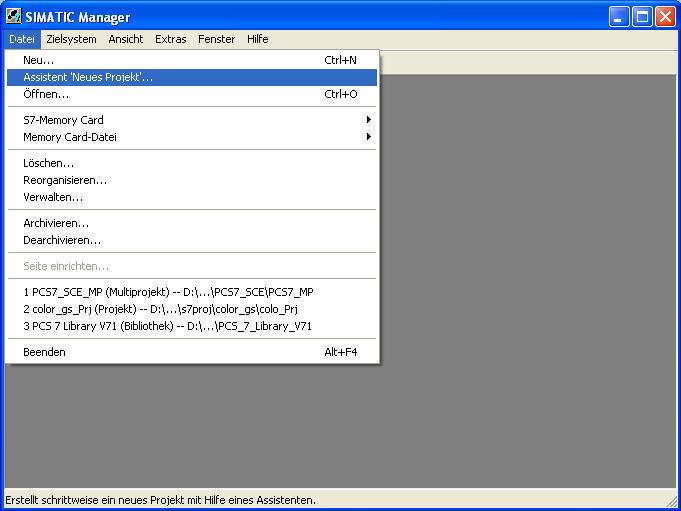 SIMATIC Manager
Datei Zielsystem Ansicht Extras Fenster Hilfe
Neu... Ctrl+N
Assistent 'Neues Projekt'...
Öffnen... Ctrl+O
S7-Memory Card
Memory Card-Datei
Löschen...
Reorganisieren...
Verwalten...
Archivieren...
Dearchivieren...
Seite einrichten...
1 PCS7_SCE_MP (Multiprojekt) -- D:\...\PCS7_SCE\PCS7_MP
2 color_gs_Prj (Projekt) -- D:\...\s7proj\color_gs\colo_Prj
3 PCS 7 Library V71 (Bibliothek) -- D:\...\PCS_7_Library_V71
Beenden Alt+F4
Erstellt schrittweise ein neues Projekt mit Hilfe eines Assistenten.